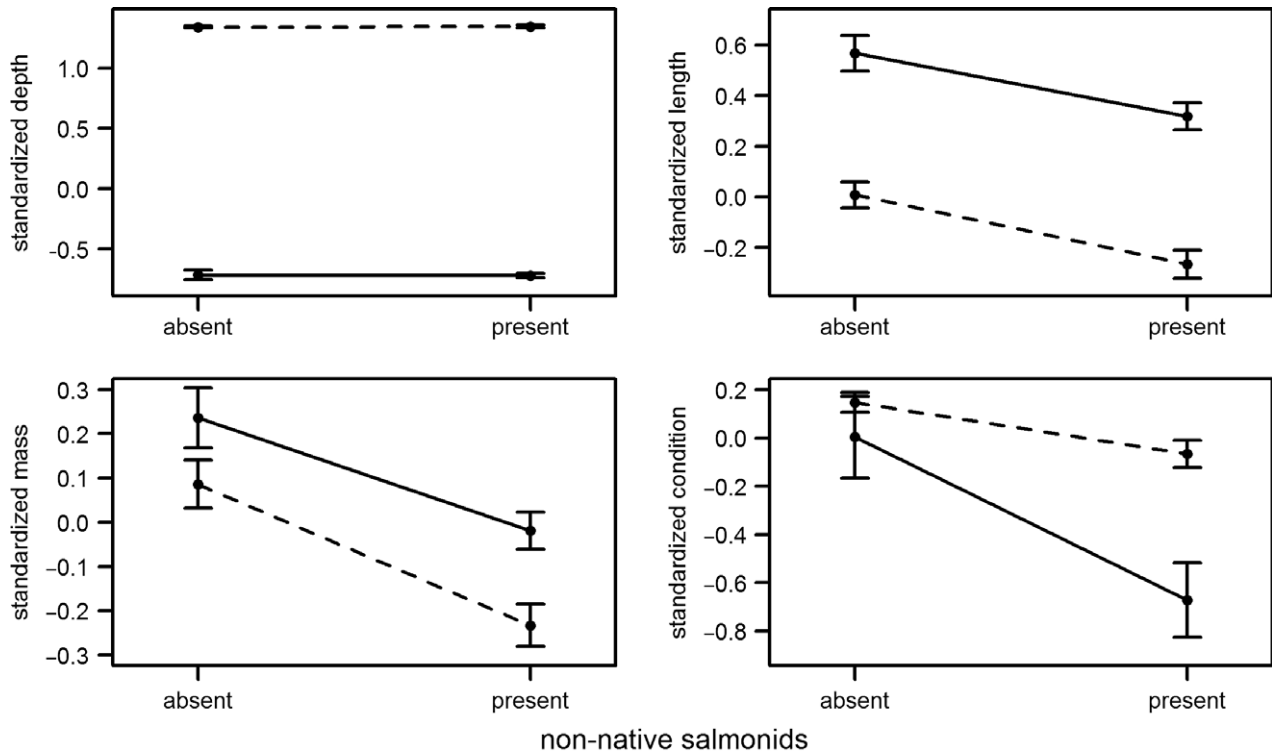 standardized depth
1.0
0.5
0.0
−0.5
absent
present
standardized length
0.6
0.4
0.2
0.0
−0.2
absent
present
standardized mass
0.3
0.2
0.1
0.0
−0.1
−0.2
−0.3
absent
present
standardized condition
0.2
0.0
−0.2
−0.4
−0.6
−0.8
absent
present
non-native salmonids